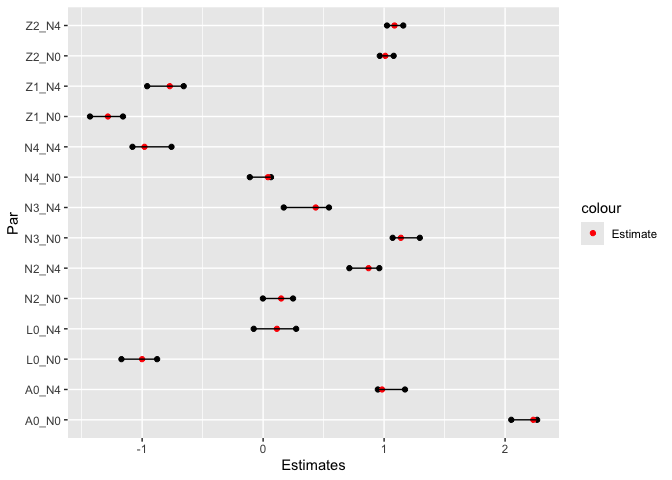 Z2_N4
Z2_N0
Z1_N4
Z1_N0
N4_N4
N4_N0
N3_N4
N3_N0
N2_N4
N2_N0
L0_N4
L0_N0
A0_N4
A0_N0
Par
-1 0 1 2
Estimates
colour
Estimate